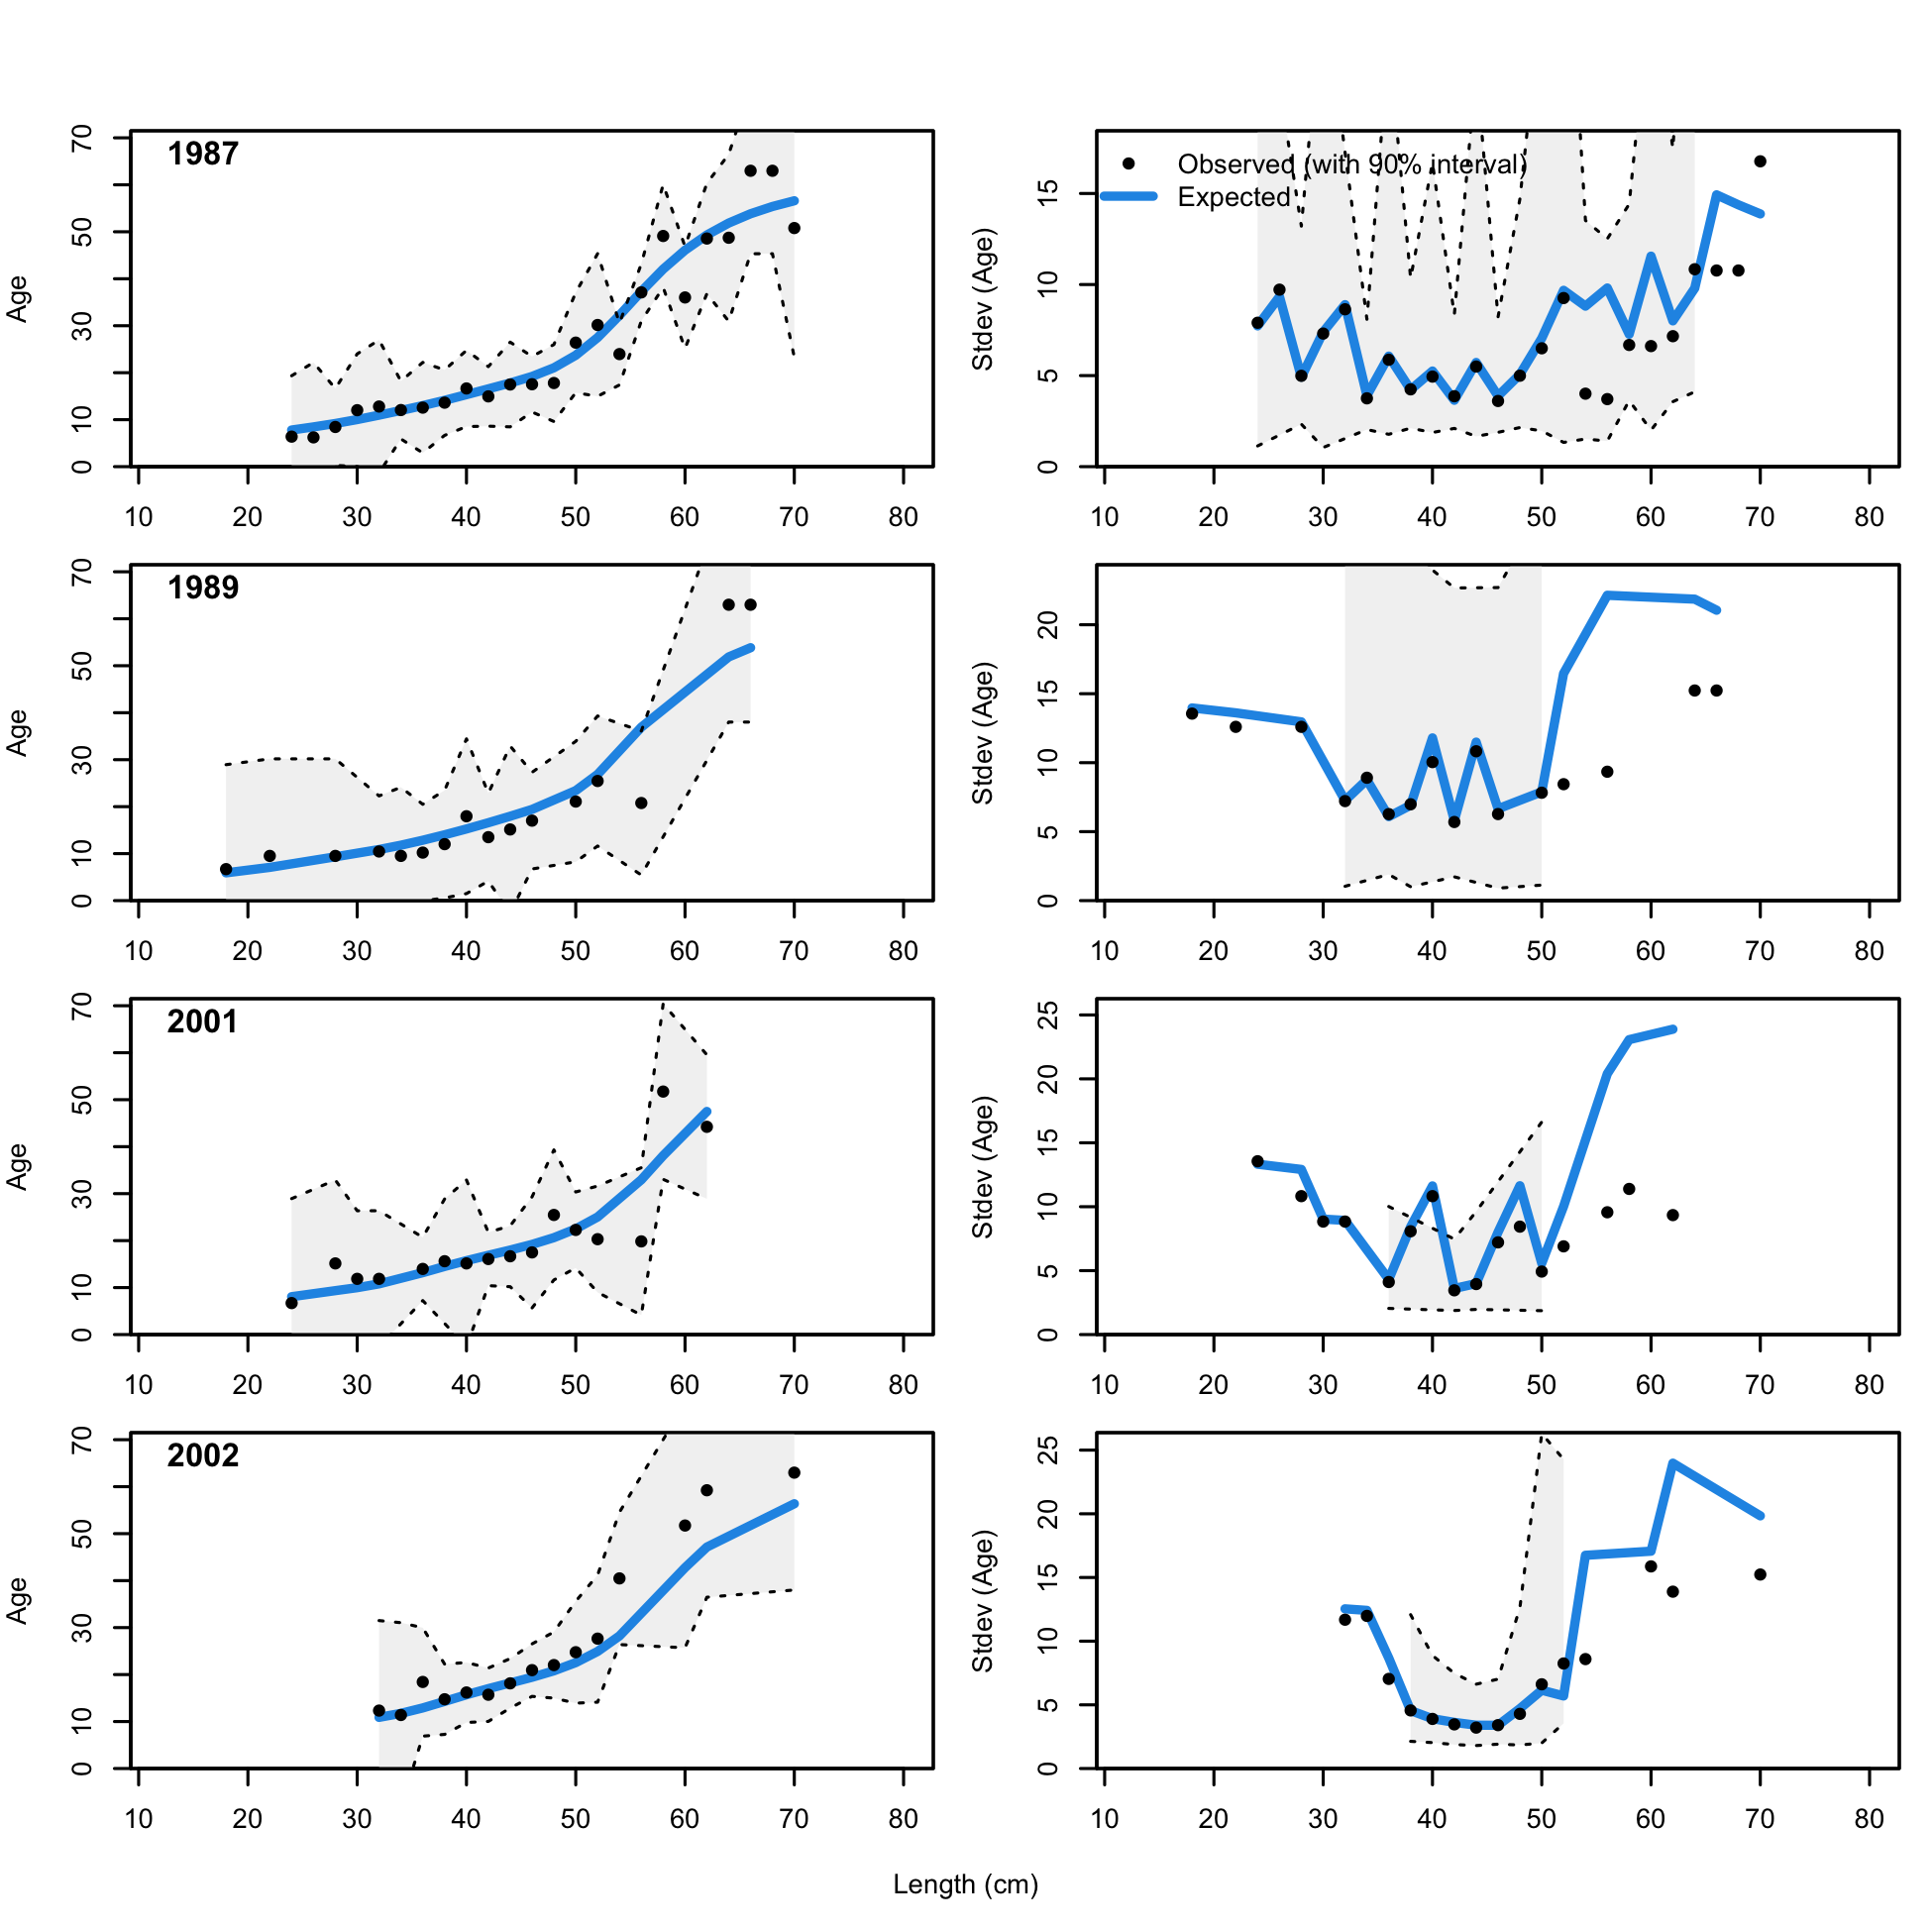 1987
Age
0 10 30 50 70
10 20 30 40 50 60 70 80
Observed (with 90% interval)
Expected
Stdev (Age)
0 5 10 15
10 20 30 40 50 60 70 80
1989
Age
0 10 30 50 70
10 20 30 40 50 60 70 80
Stdev (Age)
0 5 10 15 20
10 20 30 40 50 60 70 80
2001
Age
0 10 30 50 70
10 20 30 40 50 60 70 80
Stdev (Age)
0 5 10 15 20 25
10 20 30 40 50 60 70 80
2002
Age
0 10 30 50 70
10 20 30 40 50 60 70 80
Stdev (Age)
0 5 10 15 20 25
10 20 30 40 50 60 70 80
Length (cm)